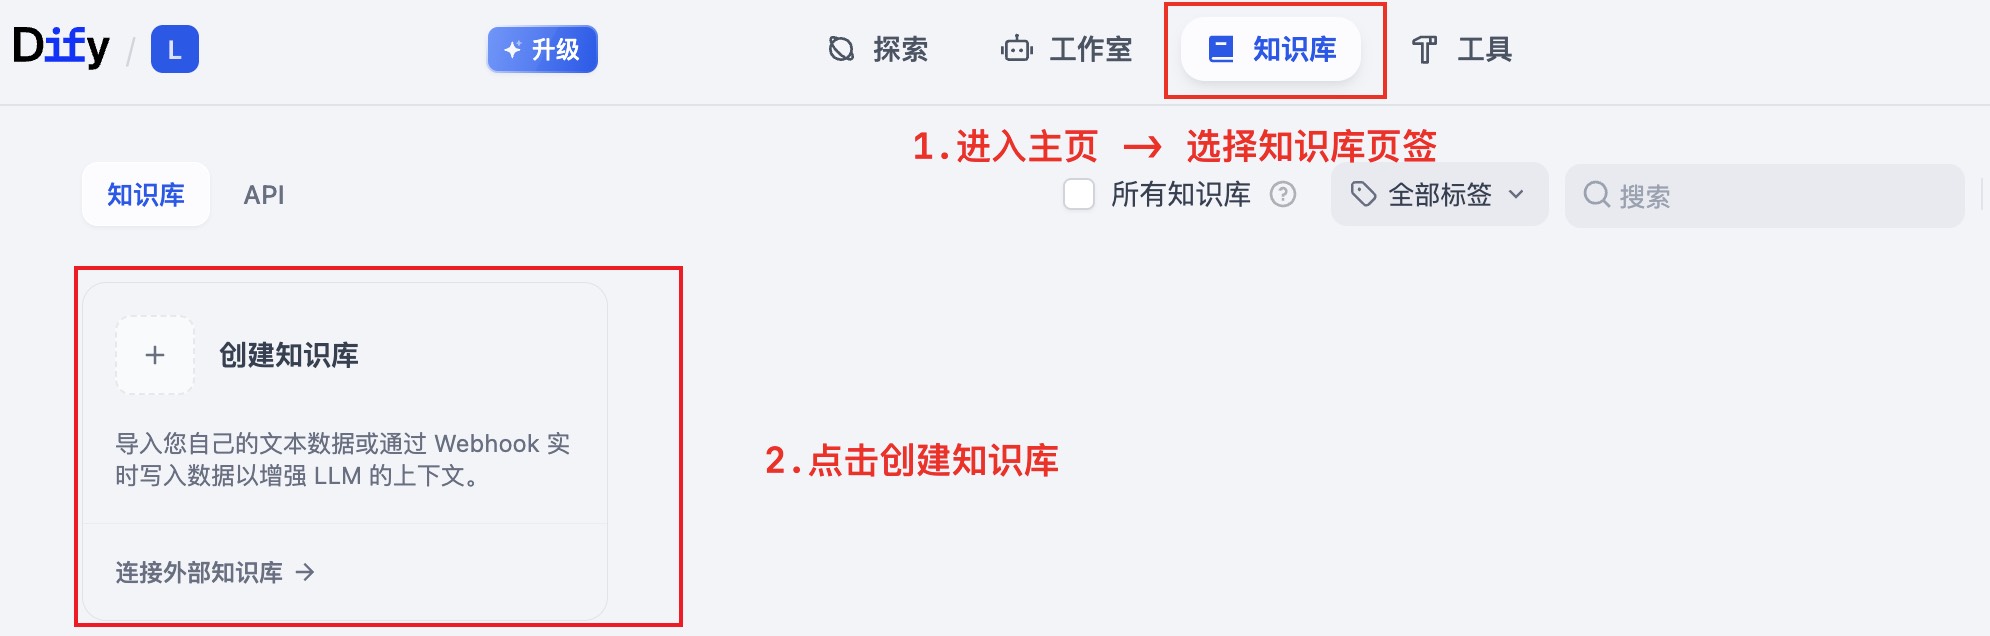 Dify / L
升级
探索
工作室
知识库
工具
1.进入主页 → 选择知识库页签
知识库
API
所有知识库
全部标签
搜索
+ 创建知识库
导入您自己的文本数据或通过 Webhook 实
时写入数据以增强 LLM 的上下文。
2.点击创建知识库
连接外部知识库 →